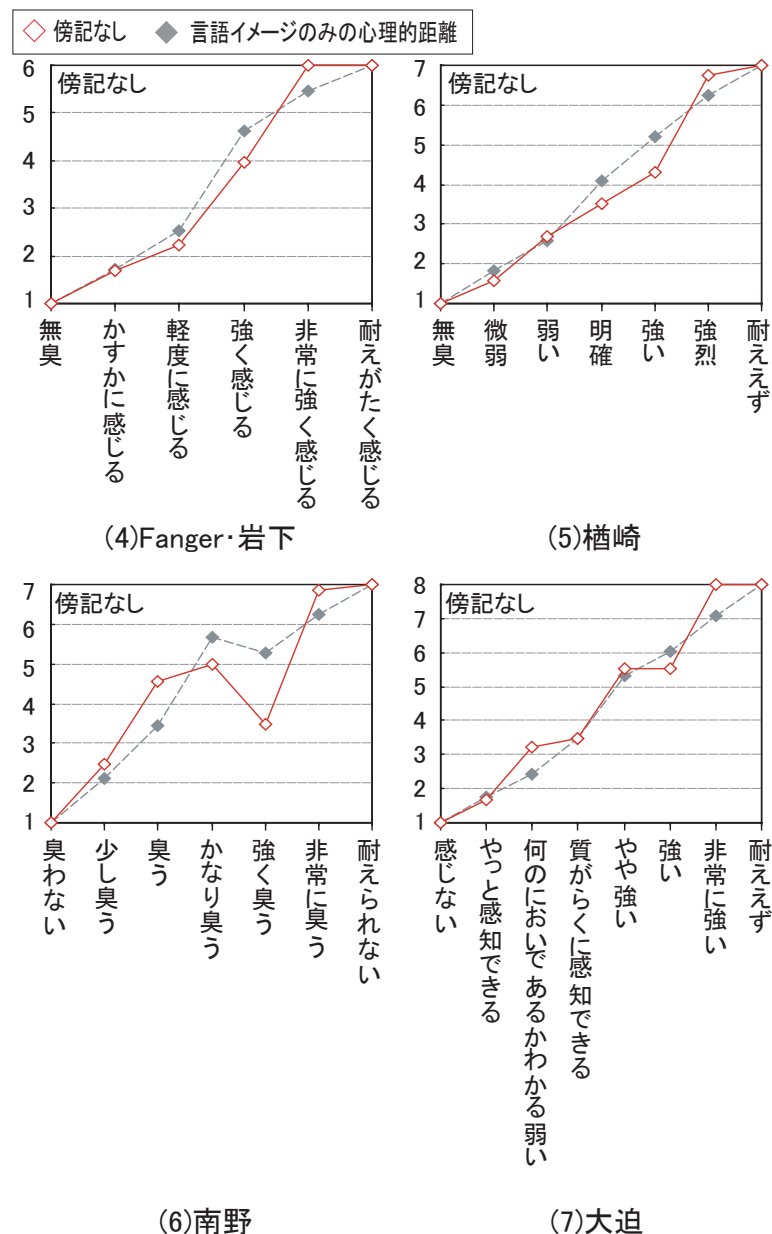 傍記なし 言語イメージのみの心理的距離
傍記なし
6
5
4
3
2
1
無臭
かすかに感じる
軽度に感じる
強く感じる
非常に強く感じる
耐えがたく感じる
(4)Fanger・岩下
傍記なし
7
6
5
4
3
2
1
無臭
微弱
弱い
明確
強い
強烈
耐ええず
(5)楢崎
傍記なし
7
6
5
4
3
2
1
臭わない
少し臭う
臭う
かなり臭う
強く臭う
非常に臭う
耐えられない
(6)南野
8
7
6
5
4
3
2
1
感じない
やっと感知できる
何のにおいであるかわかる弱い
質がらくに感知できる
やや強い
強い
非常に強い
耐ええず
(7)大迫